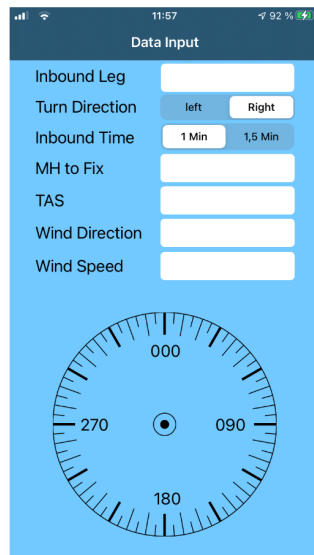 11:57
92 %
Data Input
Inbound Leg
Turn Direction left Right
Inbound Time 1 Min 1,5 Min
MH to Fix
TAS
Wind Direction
Wind Speed
000
270 090
180